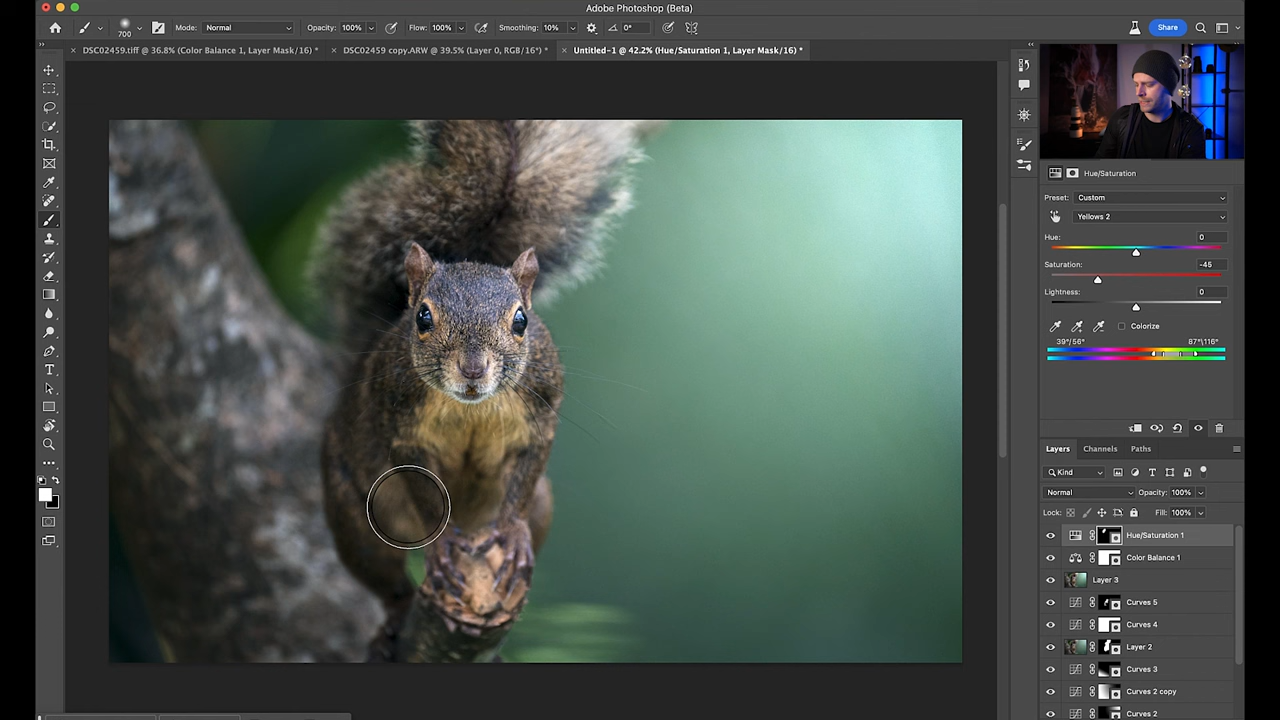 Adobe Photoshop (Beta)
700 Mode: Normal Opacity: 100% Flow: 100% Smoothing: 10% 0° Share
DSC02459.tiff @ 36.8% (Color Balance 1, Layer Mask/16) * DSC02459 copy.ARW @ 39.5% (Layer 0, RGB/16*) * Untitled-1 @ 42.2% (Hue/Saturation 1, Layer Mask/16) *
Hue/Saturation
Preset: Custom
Yellows 2
Hue: 0
Saturation: -45
Lightness: 0
Colorize
39°/56° 87°\116°
Layers Channels Paths
Kind
Normal Opacity: 100%
Lock: Fill: 100%
Hue/Saturation 1
Color Balance 1
Layer 3
Curves 5
Curves 4
Layer 2
Curves 3
Curves 2 copy
Curves 2